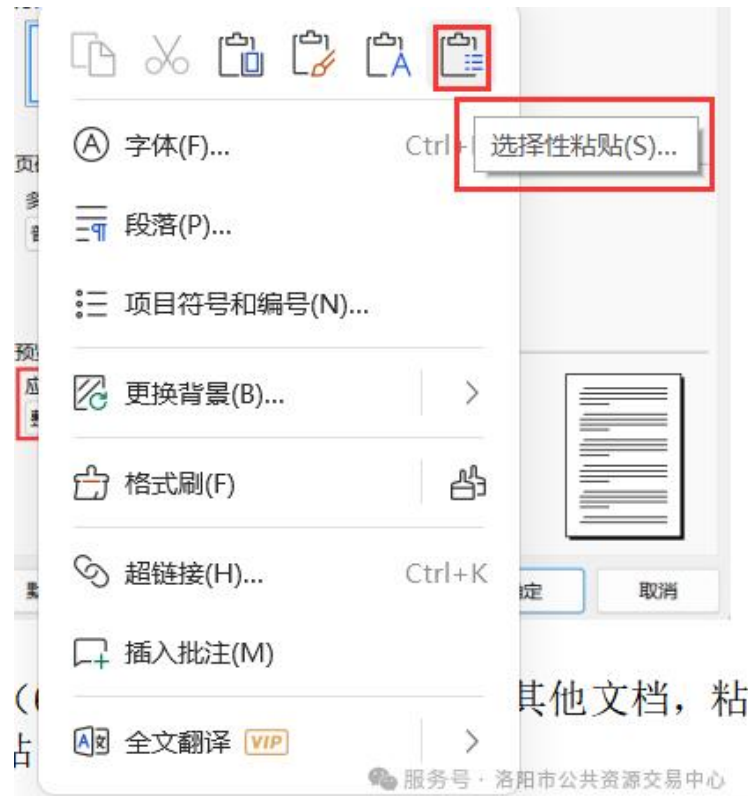 字体(F)...
Ctrl+
选择性粘贴(S)...
段落(P)...
项目符号和编号(N)...
更换背景(B)...
格式刷(F)
超链接(H)...
Ctrl+K
定
取消
插入批注(M)
其他文档，粘
全文翻译 VIP
服务号 · 洛阳市公共资源交易中心